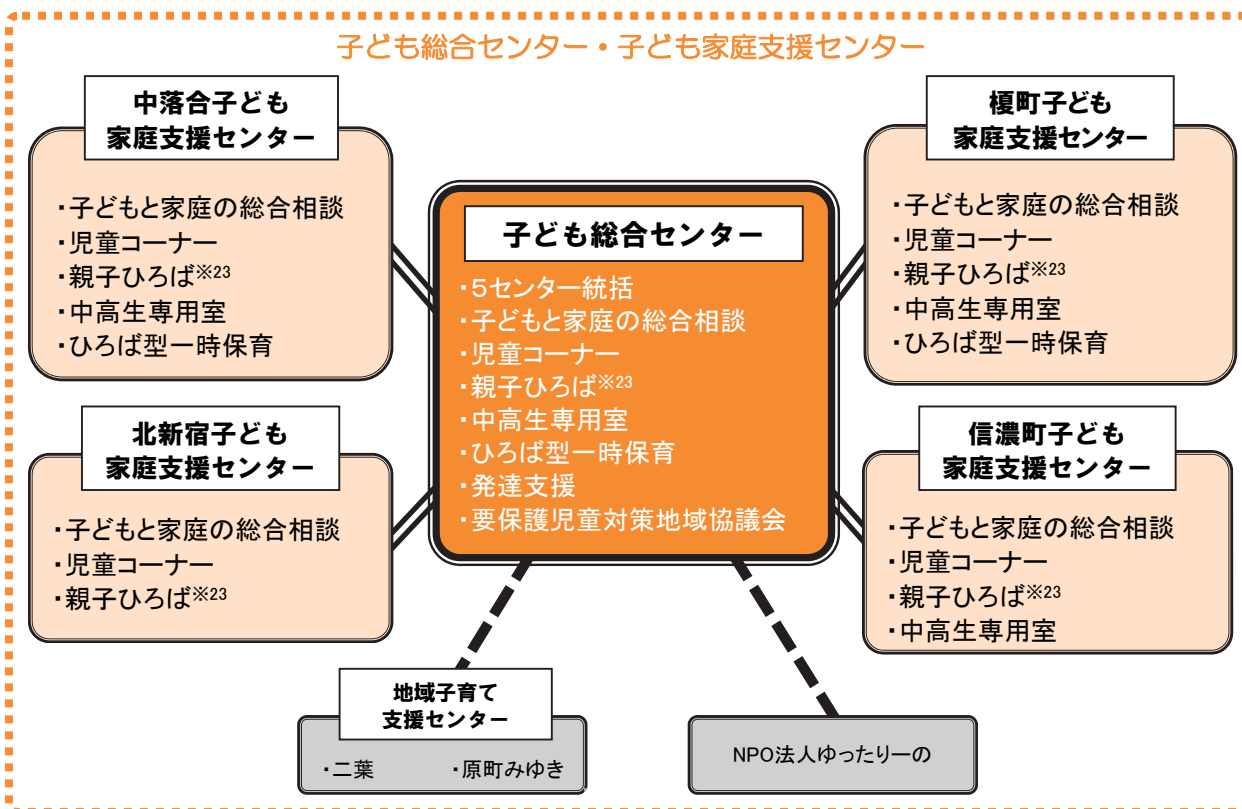 子ども総合センター・子ども家庭支援センター
中落合子ども
家庭支援センター
・子どもと家庭の総合相談
・児童コーナー
・親子ひろば※23
・中高生専用室
・ひろば型一時保育
榎町子ども
家庭支援センター
・子どもと家庭の総合相談
・児童コーナー
・親子ひろば※23
・中高生専用室
・ひろば型一時保育
子ども総合センター
・5センター統括
・子どもと家庭の総合相談
・児童コーナー
・親子ひろば※23
・中高生専用室
・ひろば型一時保育
・発達支援
・要保護児童対策地域協議会
北新宿子ども
家庭支援センター
・子どもと家庭の総合相談
・児童コーナー
・親子ひろば※23
信濃町子ども
家庭支援センター
・子どもと家庭の総合相談
・児童コーナー
・親子ひろば※23
・中高生専用室
地域子育て
支援センター
・二葉　・原町みゆき
NPO法人ゆったりーの